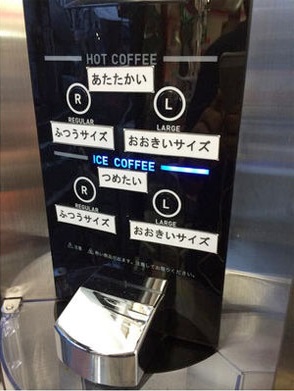 HOT COFFEE
あたたかい
R L
REGULAR LARGE
ふつうサイズ おおきいサイズ
ICE COFFEE
つめたい
R L
REGULAR LARGE
ふつうサイズ おおきいサイズ
⚠注意